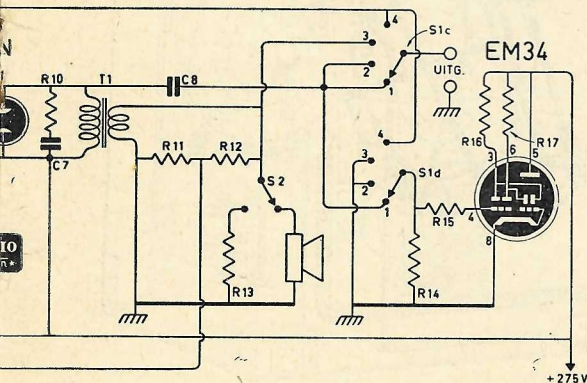 4
S1c
EM34
3
2
UITG.
1
R10
T1
C8
4
R16
R17
3
6
5
C7
R11
R12
3
S1d
2
S2
1
R15
4
8
IO
R13
R14
+275V